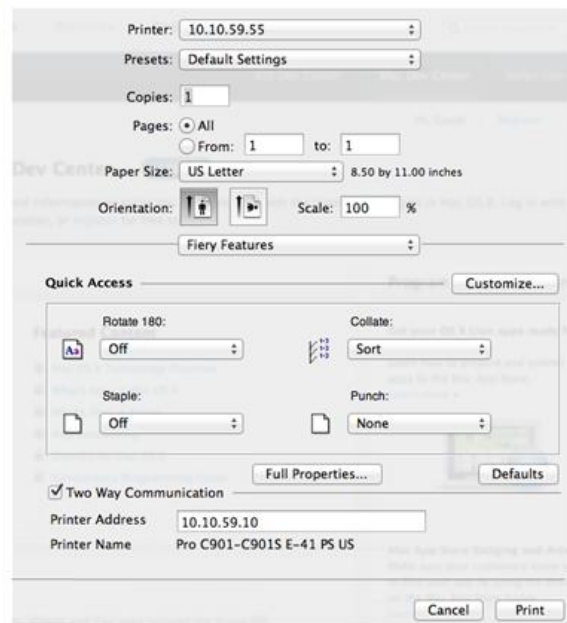 Printer: 10.10.59.55
Presets: Default Settings
Copies: 1
Pages: All
From: 1 to: 1
Paper Size: US Letter 8.50 by 11.00 inches
Orientation: Scale: 100 %
Fiery Features
Quick Access Customize...
Rotate 180: Collate:
Off Sort
Staple: Punch:
Off None
Full Properties... Defaults
Two Way Communication
Printer Address 10.10.59.10
Printer Name Pro C901-C901S E-41 PS US
Cancel Print
Dev Center
Featured Content